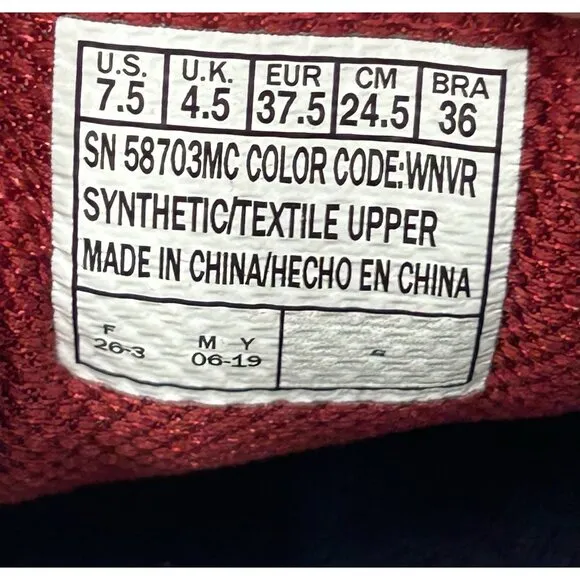 U.S. U.K. EUR CM BRA
7.5 4.5 37.5 24.5 36
SN 58703MC COLOR CODE:WNVR
SYNTHETIC/TEXTILE UPPER
MADE IN CHINA/HECHO EN CHINA
F M Y
26-3 06-19